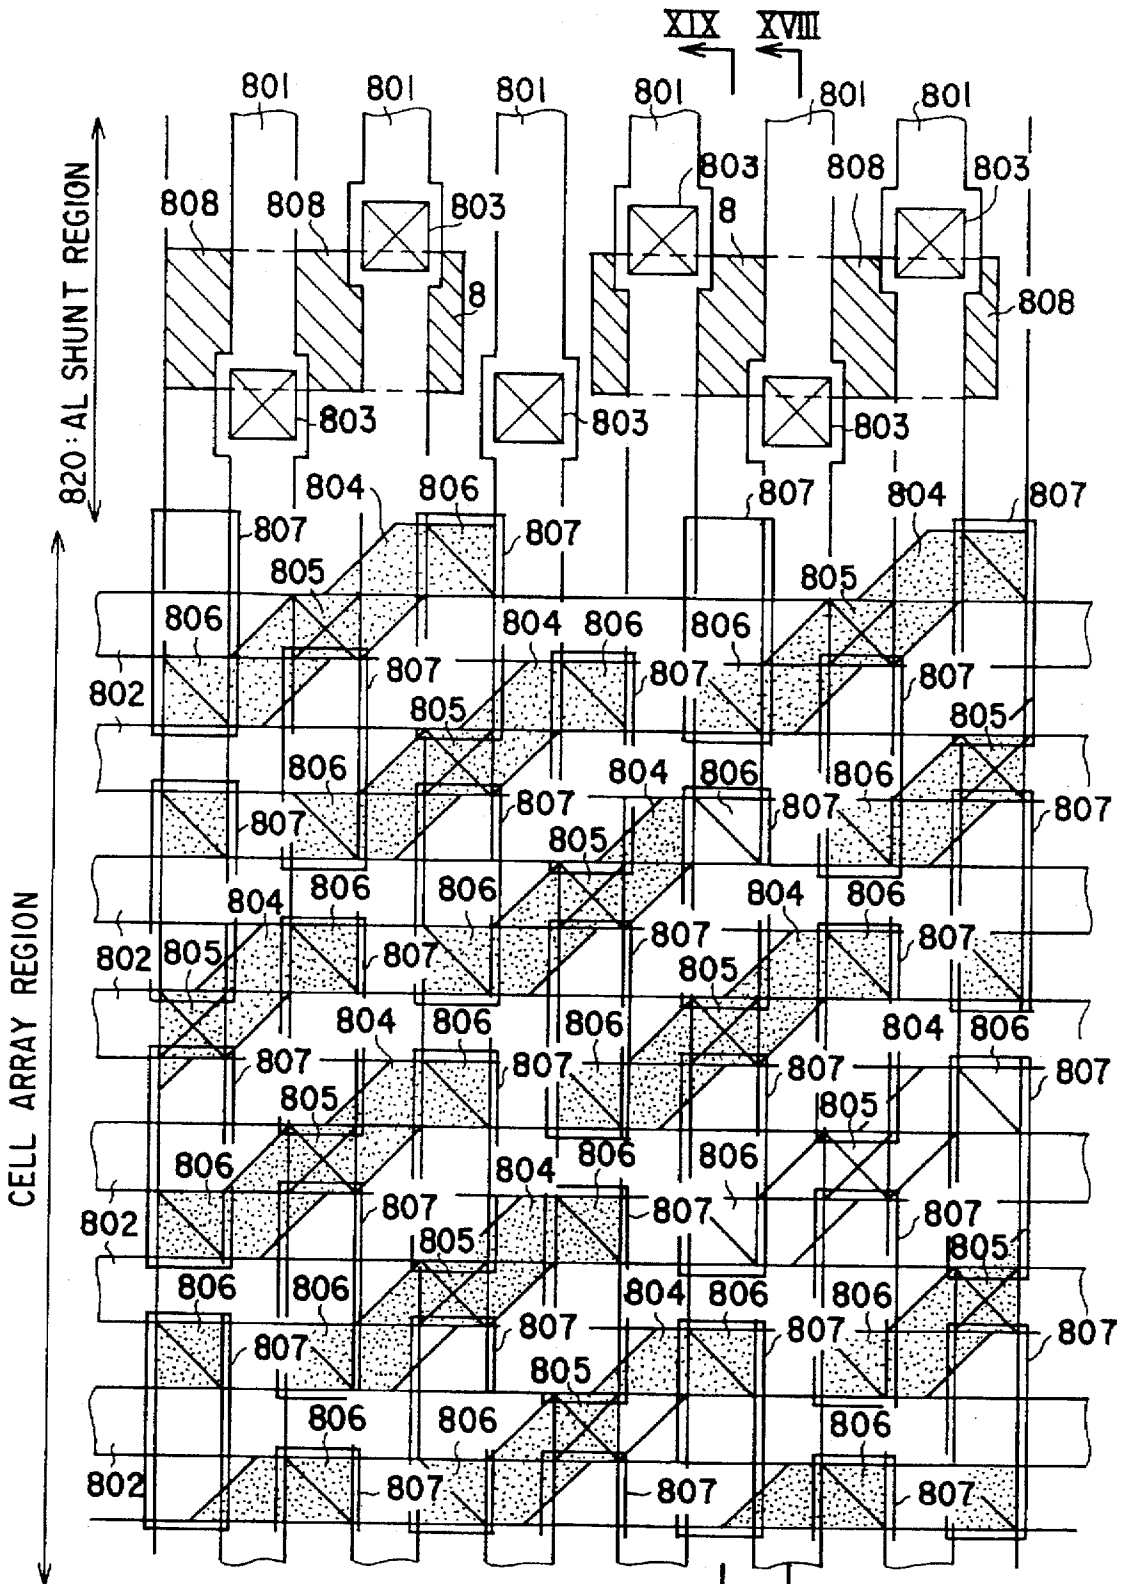 XIX XVIII
801 801 801 801 801 801
803 808 803
808 808 803 8
8 808
803 803 803
820:AL SHUNT REGION
804 806 807 804 807
807 807
805 805
806 804 806 806
802 807 807 807
802 805 805
806 804 806 806
807 807 807 807
805
804 806 806 804 806
802 805 807 807 807
805
804 806 806 804 806
807 807 807 807
805 805
806 804 806 806
802 807 807 807
802 805 805
806 806 804 806 806
807 807 807 807
805
806 806 806
802 807 807 807
CELL ARRAY REGION